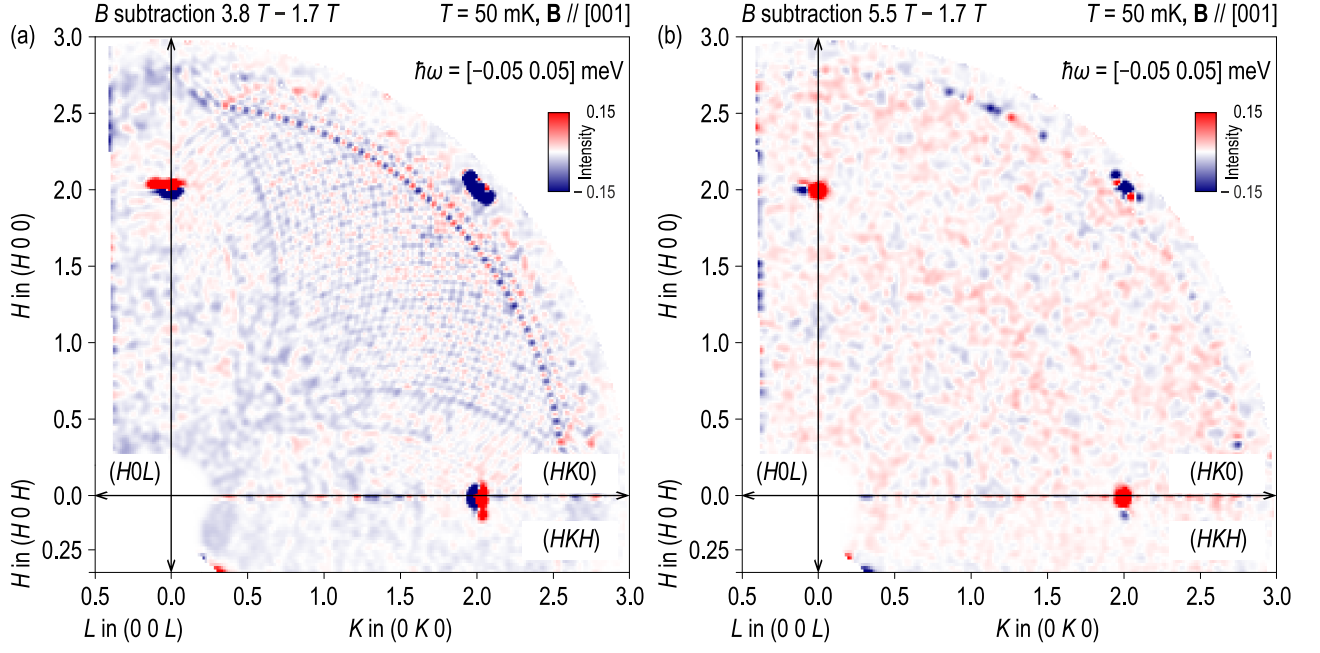 B subtraction 3.8 T − 1.7 T
T = 50 mK, B // [001]
(a)
ħω = [−0.05 0.05] meV
0.15
Intensity
− 0.15
H in (H 0 0)
3.0
2.5
2.0
1.5
1.0
0.5
0.0
0.25
H in (H 0 H)
(H0L)
(HK0)
(HKH)
0.5
0.0
0.5
1.0
1.5
2.0
2.5
3.0
L in (0 0 L)
K in (0 K 0)
B subtraction 5.5 T − 1.7 T
T = 50 mK, B // [001]
(b)
ħω = [−0.05 0.05] meV
0.15
Intensity
− 0.15
H in (H 0 0)
3.0
2.5
2.0
1.5
1.0
0.5
0.0
0.25
H in (H 0 H)
(H0L)
(HK0)
(HKH)
0.5
0.0
0.5
1.0
1.5
2.0
2.5
3.0
L in (0 0 L)
K in (0 K 0)